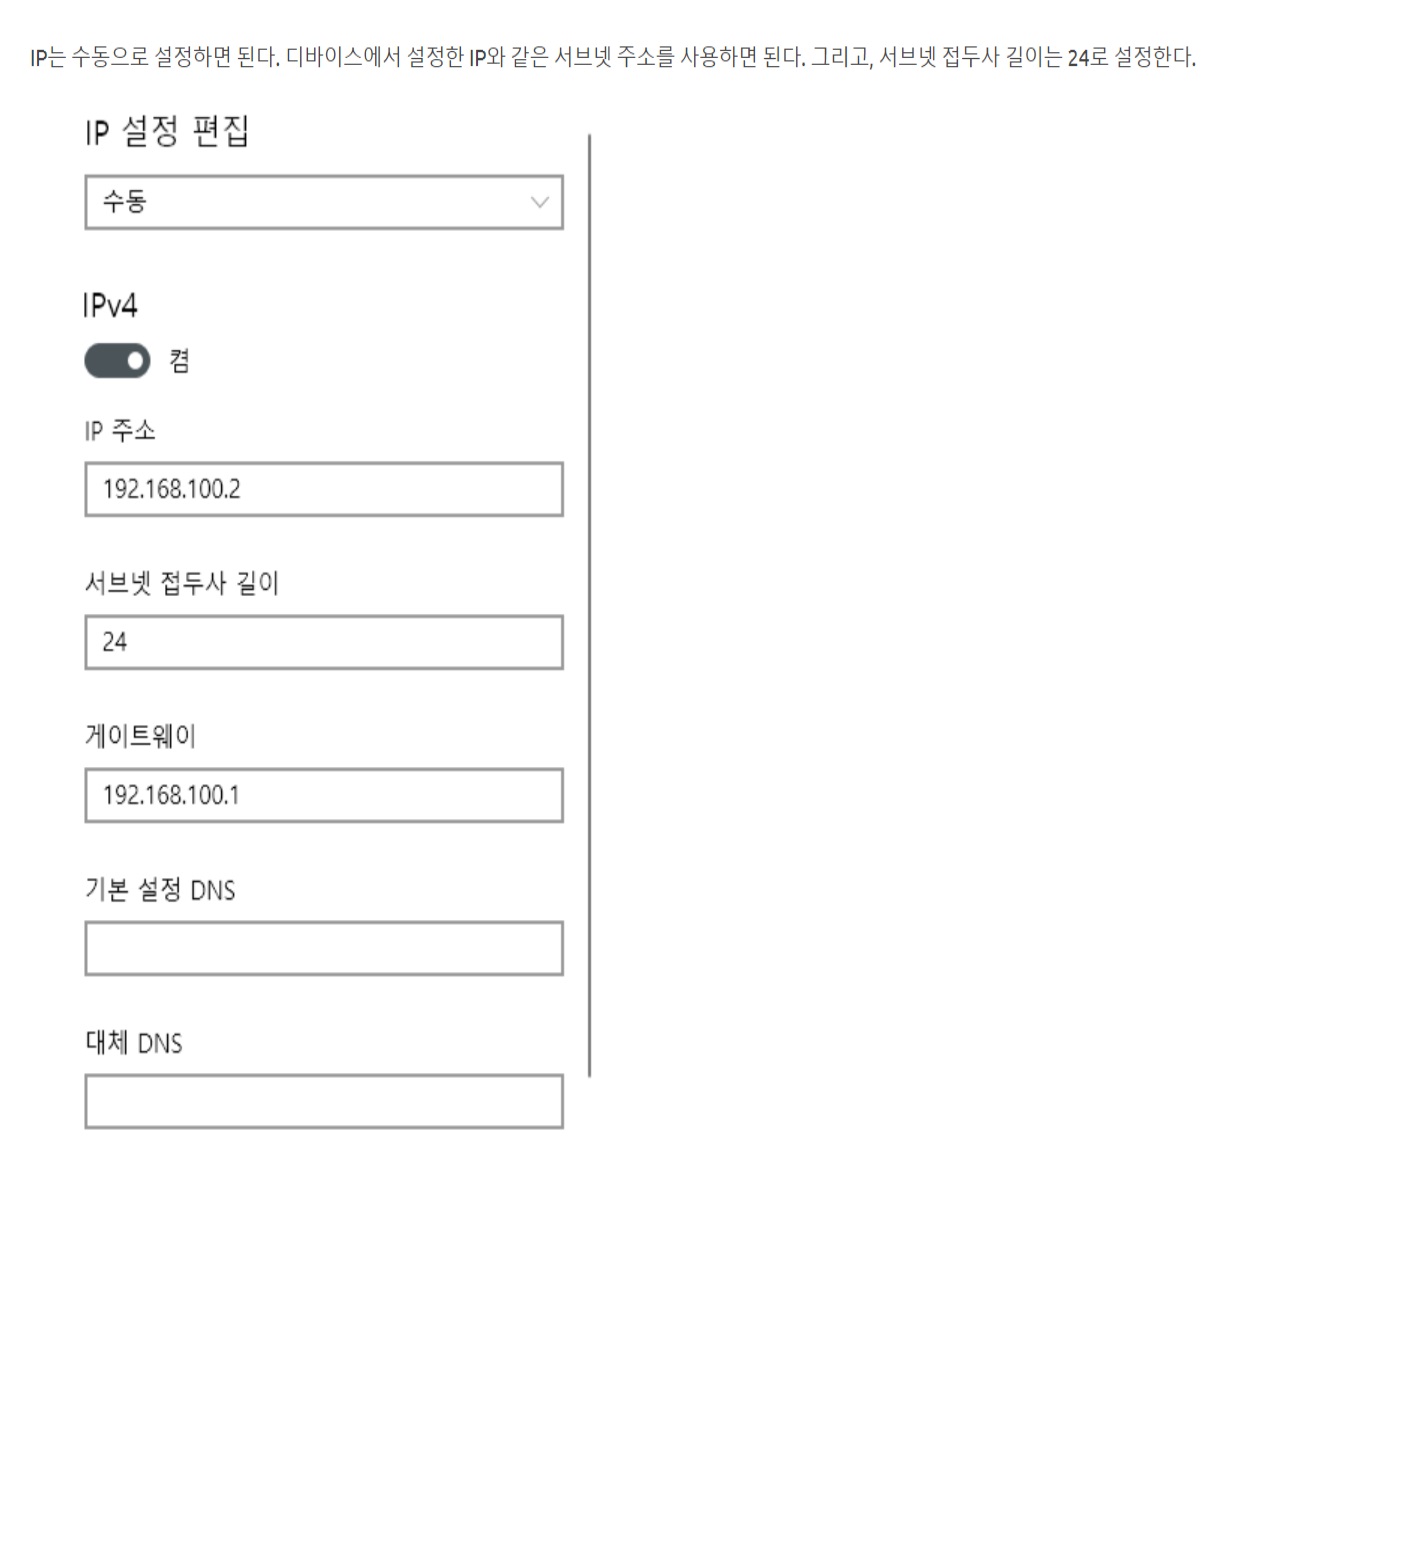 IP는 수동으로 설정하면 된다. 디바이스에서 설정한 IP와 같은 서브넷 주소를 사용하면 된다. 그리고, 서브넷 접두사 길이는 24로 설정한다.
IP 설정 편집
수동
IPv4
켬
IP 주소
192.168.100.2
서브넷 접두사 길이
24
게이트웨이
192.168.100.1
기본 설정 DNS
대체 DNS